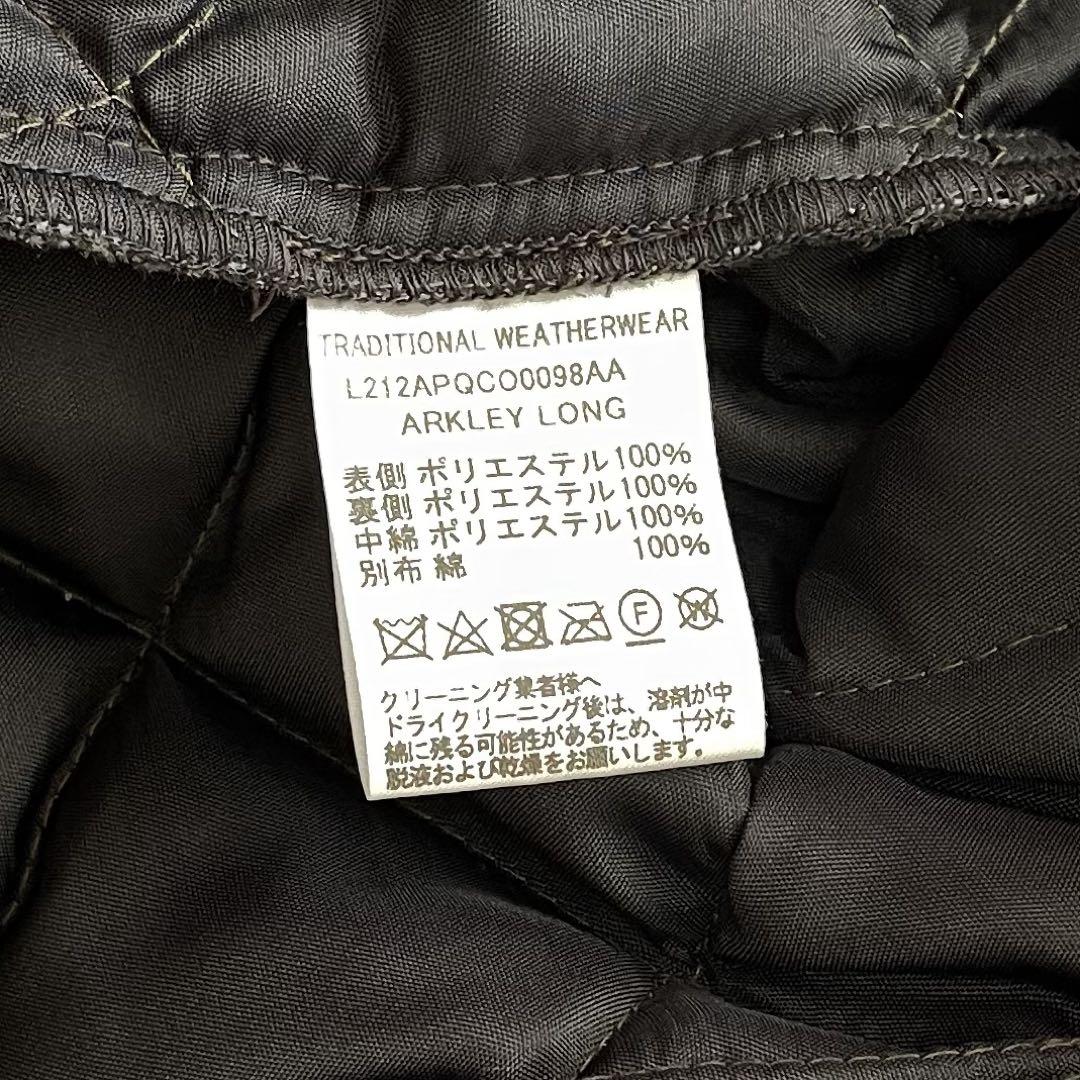 TRADITIONAL WEATHERWEAR
L212APQCO0098AA
ARKLEY LONG
表側 ポリエステル100%
裏側 ポリエステル100%
中綿 ポリエステル100%
別布 綿 100%
F
W
クリーニング業者様へ
ドライクリーニング後は、溶剤が中
綿に残る可能性があるため、十分な
脱液および乾燥をお願いします。